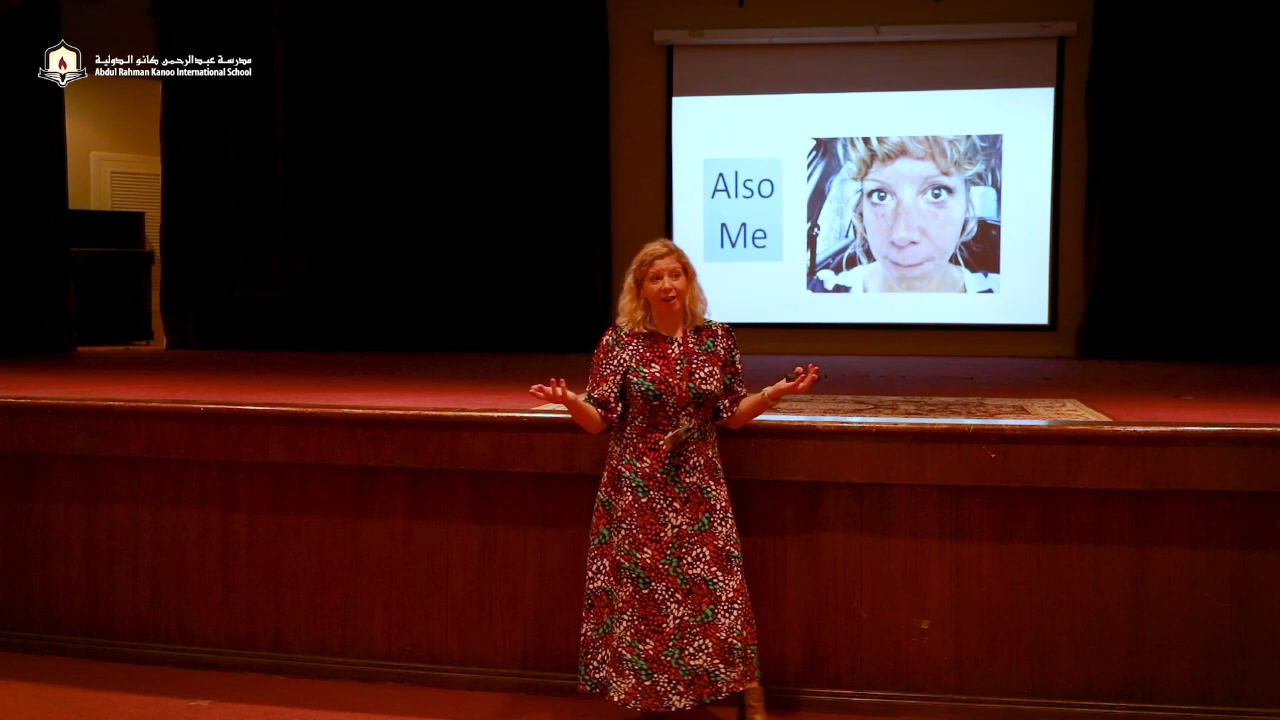 مدرسة عبدالرحمن كانو الدولية
Abdul Rahman Kanoo International School
Also
Me